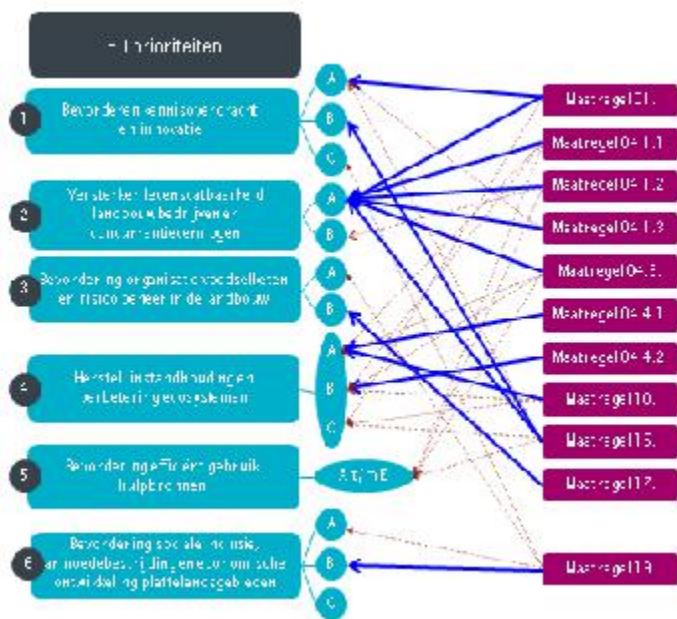 prioriteiten
1
Bevorderen kennisoverdracht
en innovatie
A
B
C
2
Versterken levensvatbaarheid
landbouwbedrijven en
concurrentievermogen
A
B
3
Bevordering organisatie voedselketen
en risicobeheer in de landbouw
A
B
4
Herstel, instandhouding en
verbetering ecosystemen
A
B
C
5
Bevordering efficiënt gebruik
hulpbronnen
A t/m E
6
Bevordering sociale inclusie,
armoedebestrijding en economische
ontwikkeling plattelandsgebieden
A
B
C
Maatregel 01.
Maatregel 04.1.1
Maatregel 04.1.2
Maatregel 04.1.3
Maatregel 04.
Maatregel 04.4.1
Maatregel 04.4.2
Maatregel 10.
Maatregel 16.
Maatregel 17.
Maatregel 19